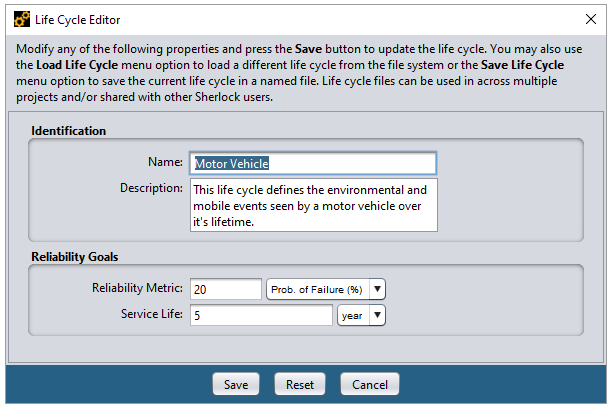 Life Cycle Editor
Modify any of the following properties and press the Save button to update the life cycle. You may also use
the Load Life Cycle menu option to load a different life cycle from the file system or the Save Life Cycle
menu option to save the current life cycle in a named file. Life cycle files can be used in across multiple
projects and/or shared with other Sherlock users.
Identification
Name: Motor Vehicle
Description: This life cycle defines the environmental and
mobile events seen by a motor vehicle over
it's lifetime.
Reliability Goals
Reliability Metric: 20 Prob. of Failure (%)
Service Life: 5 year
Save Reset Cancel